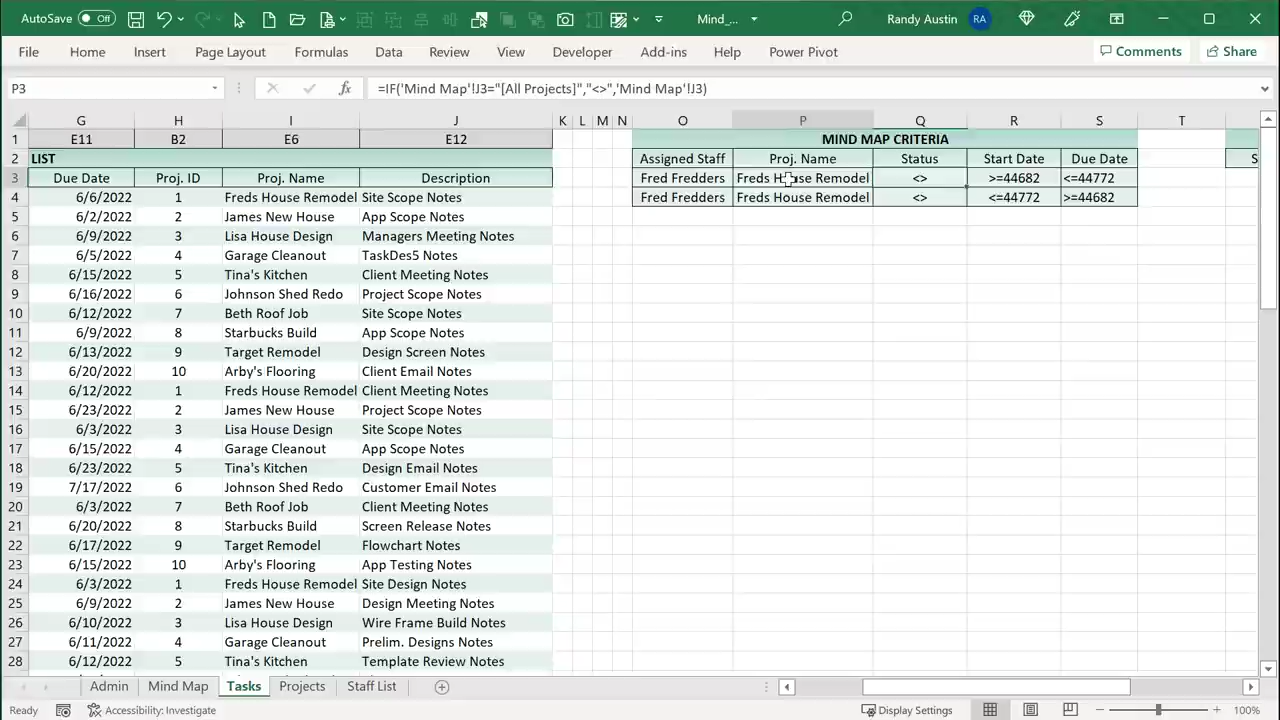 AutoSave Off Mind_... Randy Austin RA
File Home Insert Page Layout Formulas Data Review View Developer Add-ins Help Power Pivot Comments Share
P3 fx =IF('Mind Map'!J3="[All Projects]","<>",'Mind Map'!J3)
G H I J K L M N O P Q R S T
1 E11 B2 E6 E12 MIND MAP CRITERIA
2 LIST Assigned Staff Proj. Name Status Start Date Due Date S
3 Due Date Proj. ID Proj. Name Description Fred Fredders Freds House Remodel <> >=44682 <=44772
4 6/6/2022 1 Freds House Remodel Site Scope Notes Fred Fredders Freds House Remodel <> <=44772 >=44682
5 6/2/2022 2 James New House App Scope Notes
6 6/9/2022 3 Lisa House Design Managers Meeting Notes
7 6/5/2022 4 Garage Cleanout TaskDes5 Notes
8 6/15/2022 5 Tina's Kitchen Client Meeting Notes
9 6/16/2022 6 Johnson Shed Redo Project Scope Notes
10 6/12/2022 7 Beth Roof Job Site Scope Notes
11 6/9/2022 8 Starbucks Build App Scope Notes
12 6/13/2022 9 Target Remodel Design Screen Notes
13 6/20/2022 10 Arby's Flooring Client Email Notes
14 6/12/2022 1 Freds House Remodel Client Meeting Notes
15 6/23/2022 2 James New House Project Scope Notes
16 6/3/2022 3 Lisa House Design Site Scope Notes
17 6/15/2022 4 Garage Cleanout App Scope Notes
18 6/23/2022 5 Tina's Kitchen Design Email Notes
19 7/17/2022 6 Johnson Shed Redo Customer Email Notes
20 6/3/2022 7 Beth Roof Job Client Meeting Notes
21 6/20/2022 8 Starbucks Build Screen Release Notes
22 6/17/2022 9 Target Remodel Flowchart Notes
23 6/15/2022 10 Arby's Flooring App Testing Notes
24 6/3/2022 1 Freds House Remodel Site Design Notes
25 6/9/2022 2 James New House Design Meeting Notes
26 6/10/2022 3 Lisa House Design Wire Frame Build Notes
27 6/11/2022 4 Garage Cleanout Prelim. Designs Notes
28 6/12/2022 5 Tina's Kitchen Template Review Notes
Admin Mind Map Tasks Projects Staff List
Ready Accessibility: Investigate Display Settings 100%